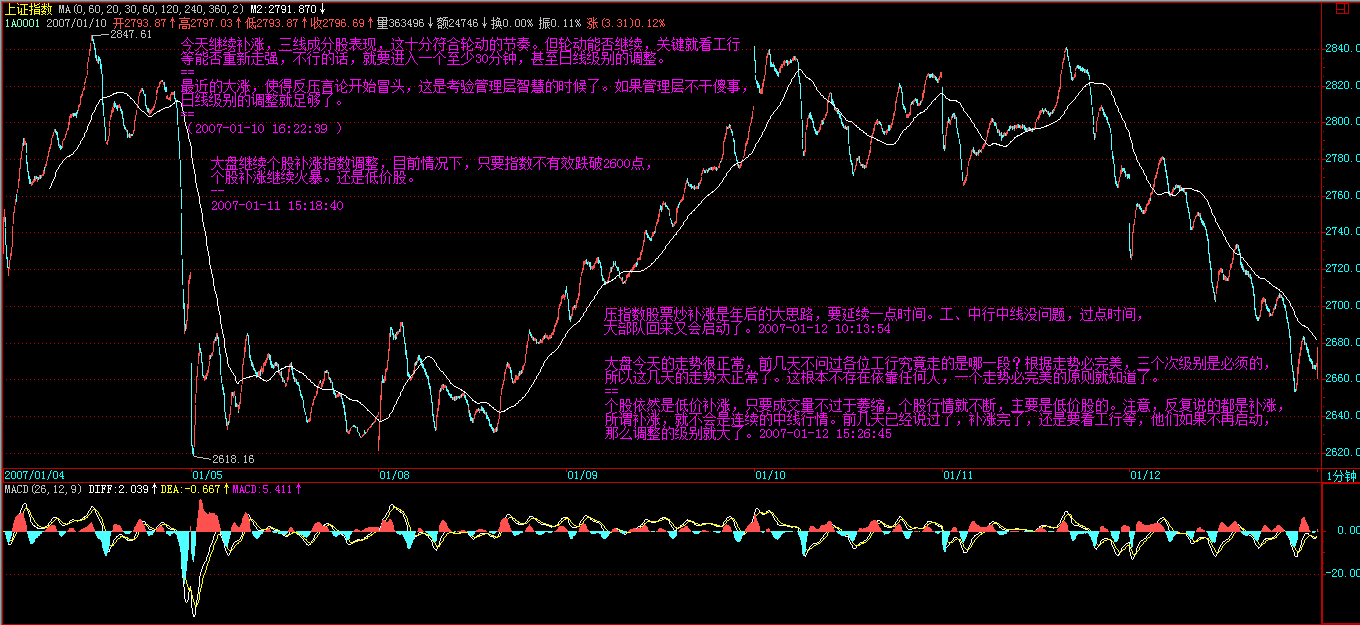 上证指数 MA(0,60,20,30,60,120,240,360,2) M2:2791.870↓
1A0001 2007/01/10 开2793.87↑高2797.03↑低2793.87↑收2796.69↑量363496↓额24746↓换0.00% 振0.11% 涨(3.31)0.12%
2847.61
今天继续补涨，三线成分股表现，这十分符合轮动的节奏。但轮动能否继续，关键就看工行
等能否重新走强，不行的话，就要进入一个至少30分钟，甚至日线级别的调整。
==
最近的大涨，使得反压言论开始冒头，这是考验管理层智慧的时候了。如果管理层不干傻事，
日线级别的调整就足够了。
==
（2007-01-10 16:22:39 ）
大盘继续个股补涨指数调整，目前情况下，只要指数不有效跌破2600点，
个股补涨继续火暴。还是低价股。
==
2007-01-11 15:18:40
压指数股票炒补涨是年后的大思路，要延续一点时间。工、中行中线没问题，过点时间，
大部队回来又会启动了。2007-01-12 10:13:54
大盘今天的走势很正常，前几天不问过各位工行究竟走的是哪一段？根据走势必完美，三个次级别是必须的，
所以这几天的走势太正常了。这根本不存在依靠任何人，一个走势必完美的原则就知道了。
==
个股依然是低价补涨，只要成交量不过于萎缩，个股行情就不断，主要是低价股的。注意，反复说的都是补涨，
所谓补涨，就不会是连续的中线行情。前几天已经说过了，补涨完了，还是要看工行等，他们如果不再启动，
那么调整的级别就大了。2007-01-12 15:26:45
2618.16
2840.0
2820.0
2800.0
2780.0
2760.0
2740.0
2720.0
2700.0
2680.0
2660.0
2640.0
2620.0
2007/01/04 01/05 01/08 01/09 01/10 01/11 01/12 1分钟
MACD(26,12,9) DIFF:2.039↑DEA:-0.667↑MACD:5.411↑
0.00
-20.00